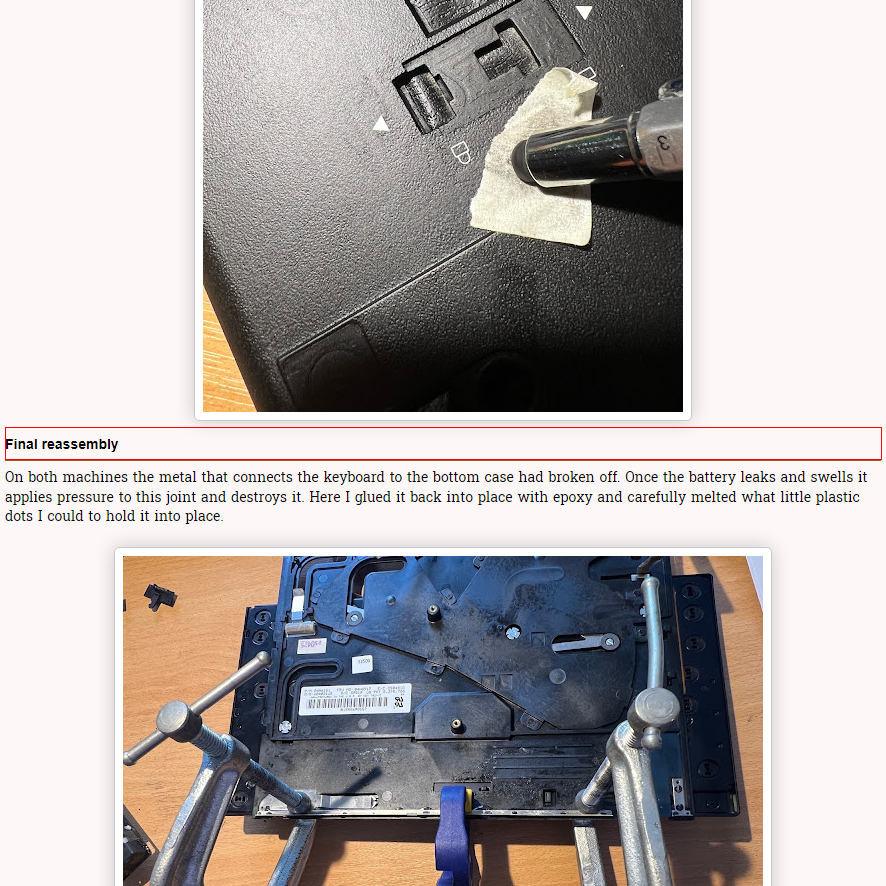 3
Final reassembly
On both machines the metal that connects the keyboard to the bottom case had broken off. Once the battery leaks and swells it
applies pressure to this joint and destroys it. Here I glued it back into place with epoxy and carefully melted what little plastic
dots I could to hold it into place.